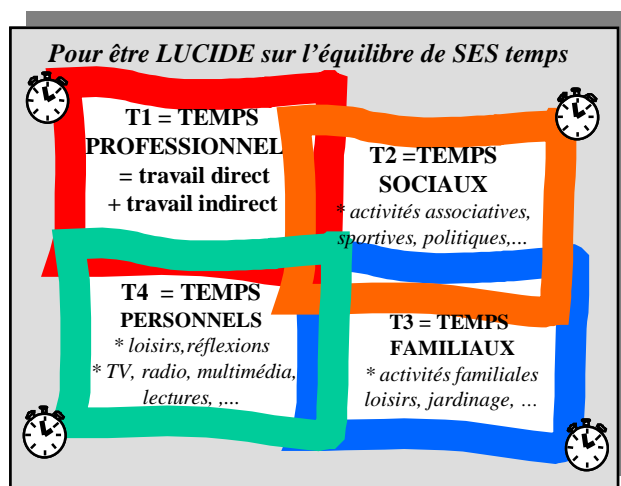 Pour être LUCIDE sur l’équilibre de SES temps
T1 = TEMPS
PROFESSIONNEL
= travail direct
+ travail indirect
T2 =TEMPS
SOCIAUX
* activités associatives,
sportives, politiques,...
T4 = TEMPS
PERSONNELS
* loisirs,réflexions
* TV, radio, multimédia,
lectures, ,...
T3 = TEMPS
FAMILIAUX
* activités familiales
loisirs, jardinage, …